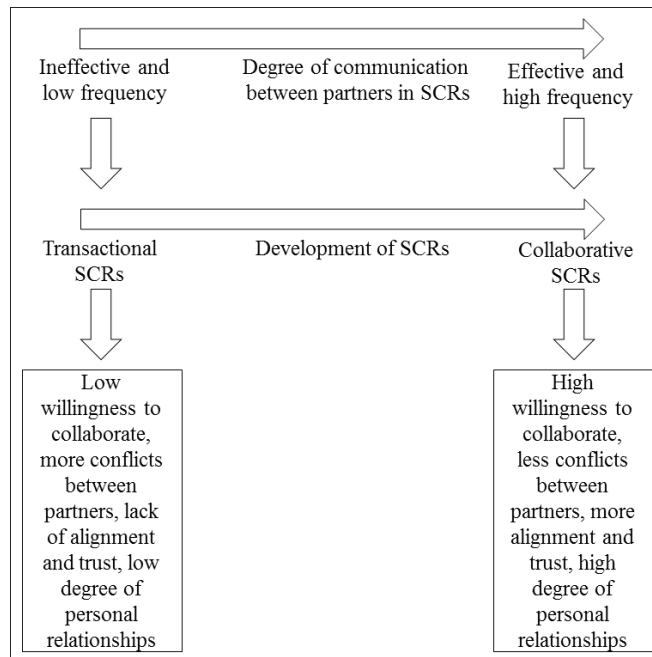 Ineffective and
low frequency
Degree of communication
between partners in SCRs
Effective and
high frequency
Transactional
SCRs
Development of SCRs
Collaborative
SCRs
Low
willingness to
collaborate,
more conflicts
between
partners, lack
of alignment
and trust, low
degree of
personal
relationships
High
willingness to
collaborate,
less conflicts
between
partners, more
alignment and
trust, high
degree of
personal
relationships